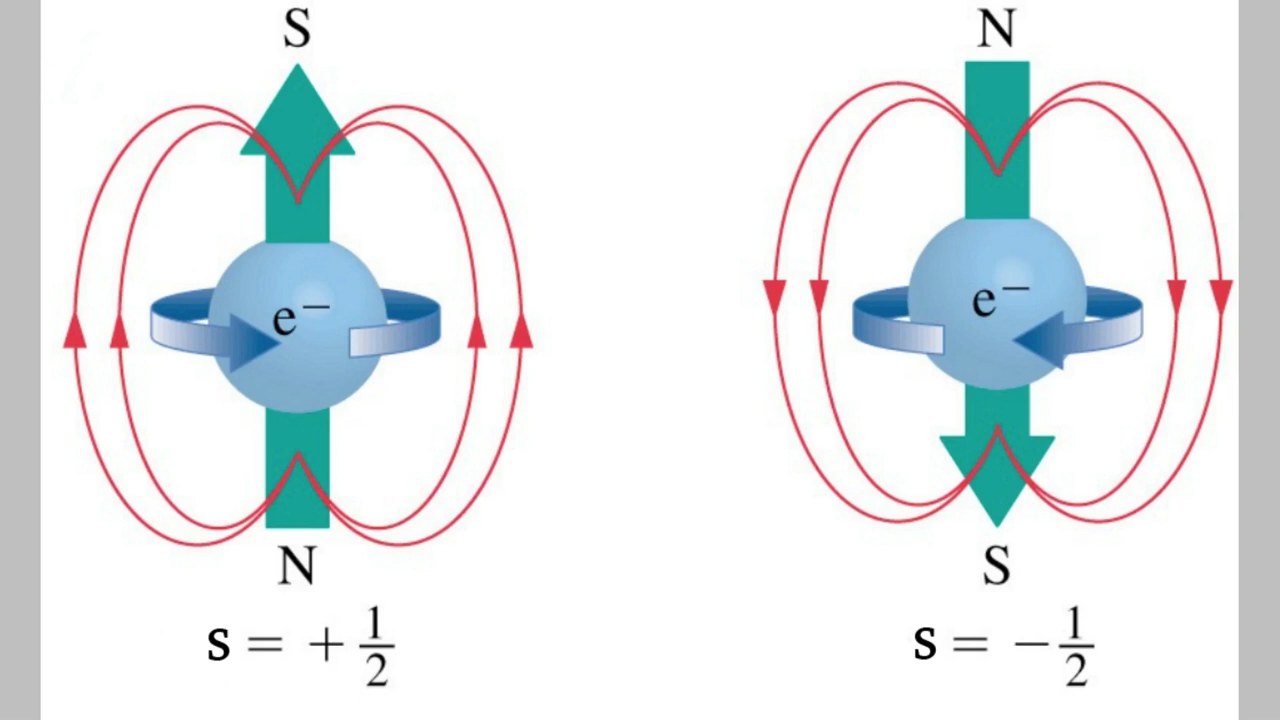 S
N
e⁻
e⁻
N
S
s = + 1/2
s = − 1/2